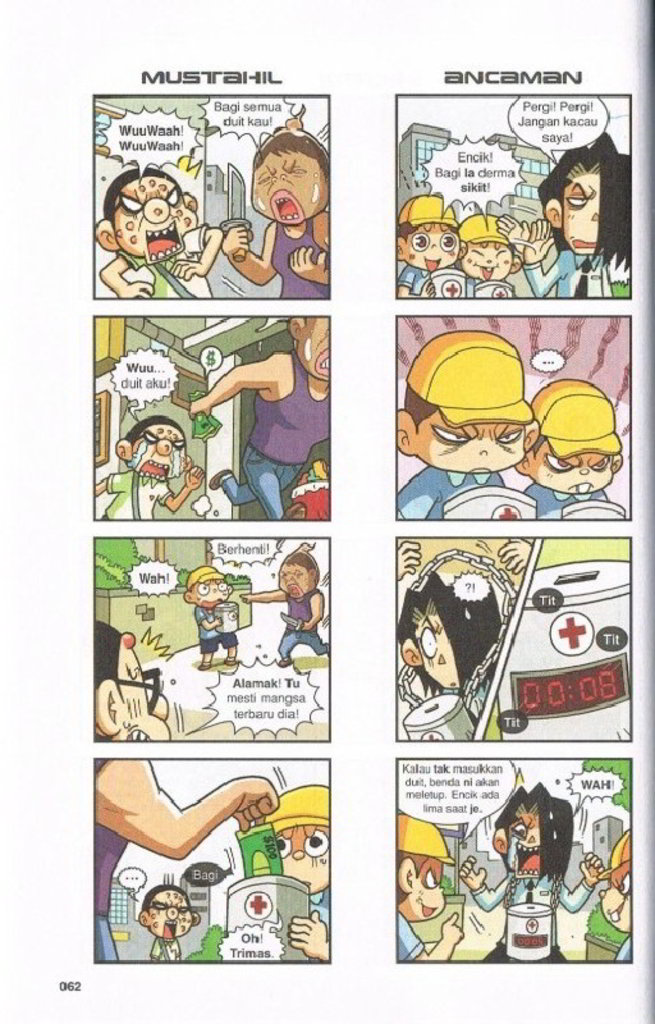 MUSTAHIL
WuuWaah!
WuuWaah!
Bagi semua
duit kau!
Wuu...
duit aku!
$
Wah!
Berhenti!
Alamak! Tu
mesti mangsa
terbaru dia!
...
Bagi
$100
Oh!
Trimas.
ANCAMAN
Pergi! Pergi!
Jangan kacau
saya!
Encik!
Bagi la derma
sikit!
...
?!
Tit
Tit
00:08
Tit
Kalau tak masukkan
duit, benda ni akan
meletup. Encik ada
lima saat je.
WAH!
062